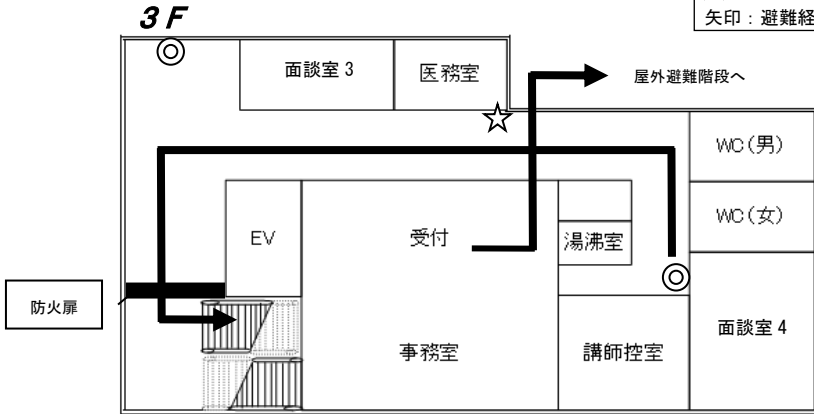 3F
矢印：避難経
面談室3
医務室
屋外避難階段へ
WC(男)
WC(女)
EV
受付
湯沸室
防火扉
事務室
講師控室
面談室4